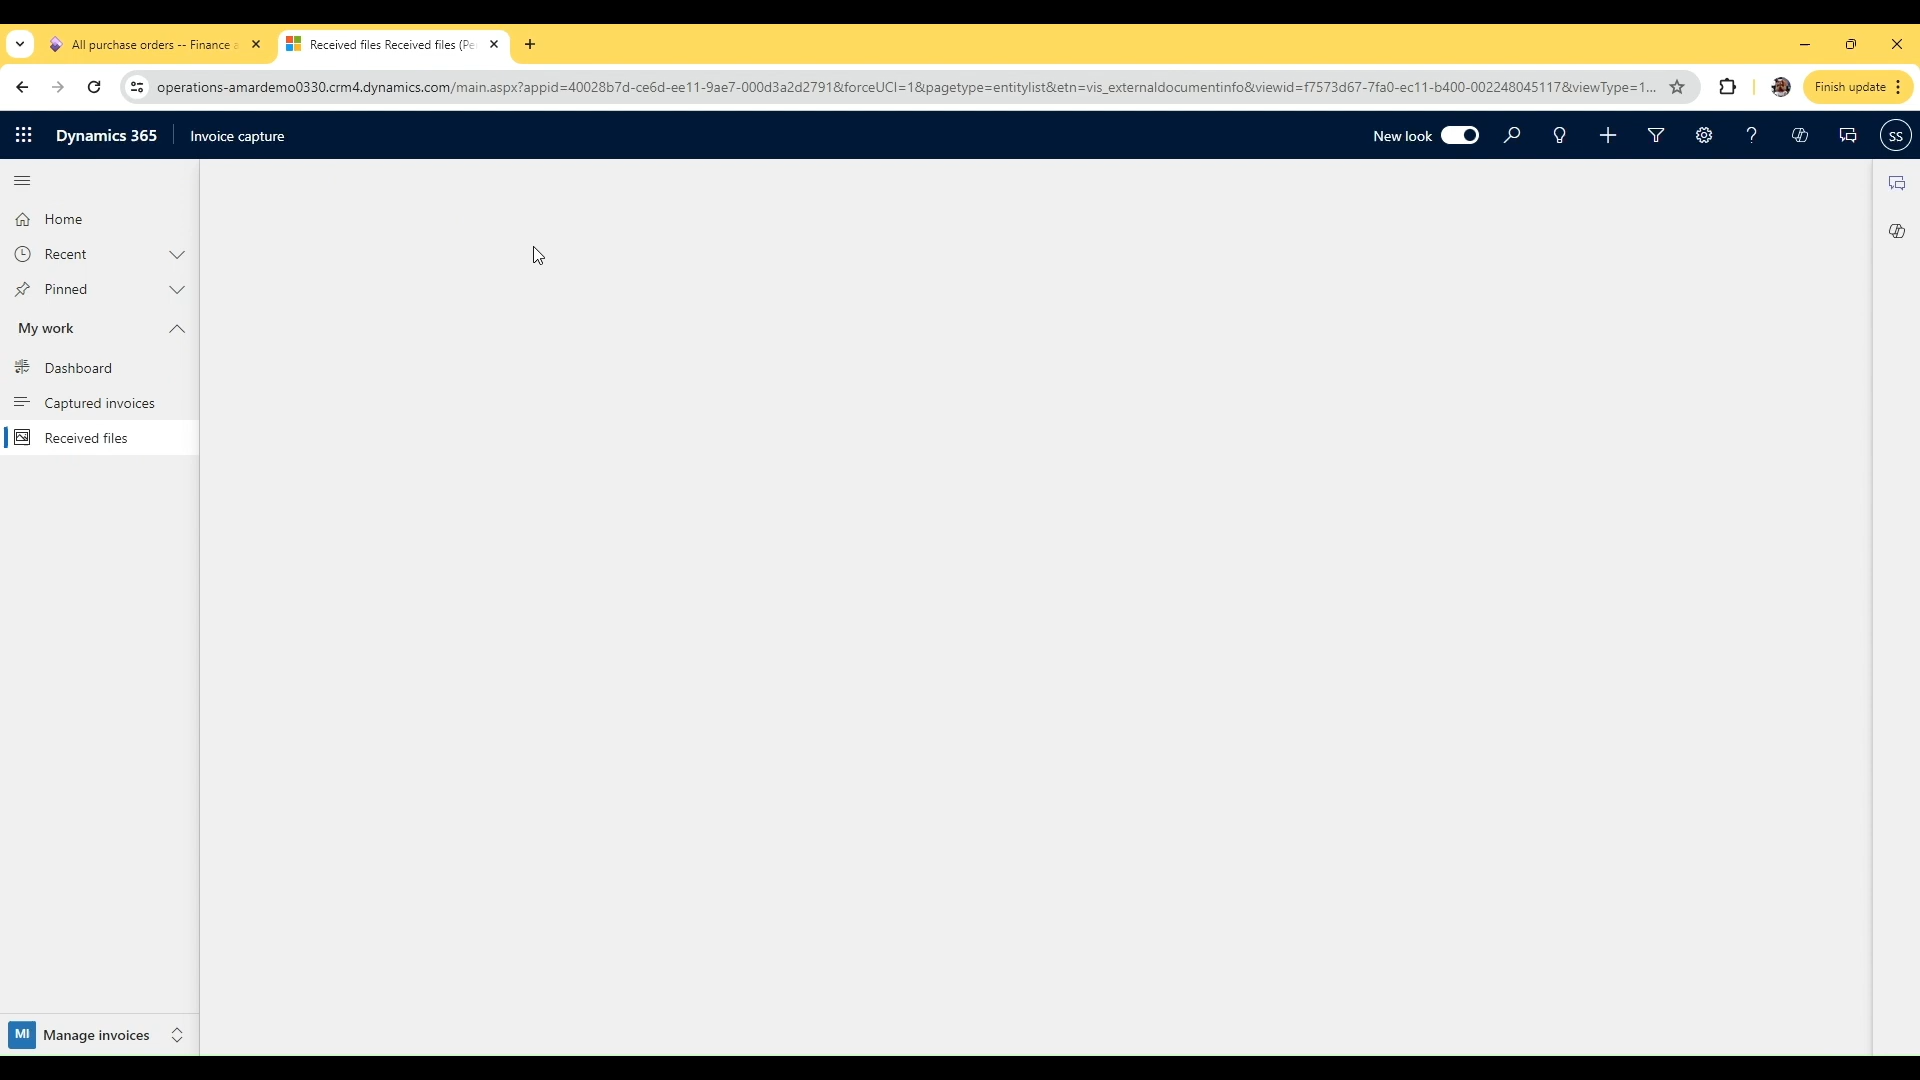 All purchase orders -- Finance a
Received files Received files (Pe
operations-amardemo0330.crm4.dynamics.com/main.aspx?appid=40028b7d-ce6d-ee11-9ae7-000d3a2d2791&forceUCI=1&pagetype=entitylist&etn=vis_externaldocumentinfo&viewid=f7573d67-7fa0-ec11-b400-002248045117&viewType=1...
Finish update
Dynamics 365
Invoice capture
New look
SS
Home
Recent
Pinned
My work
Dashboard
Captured invoices
Received files
MI
Manage invoices